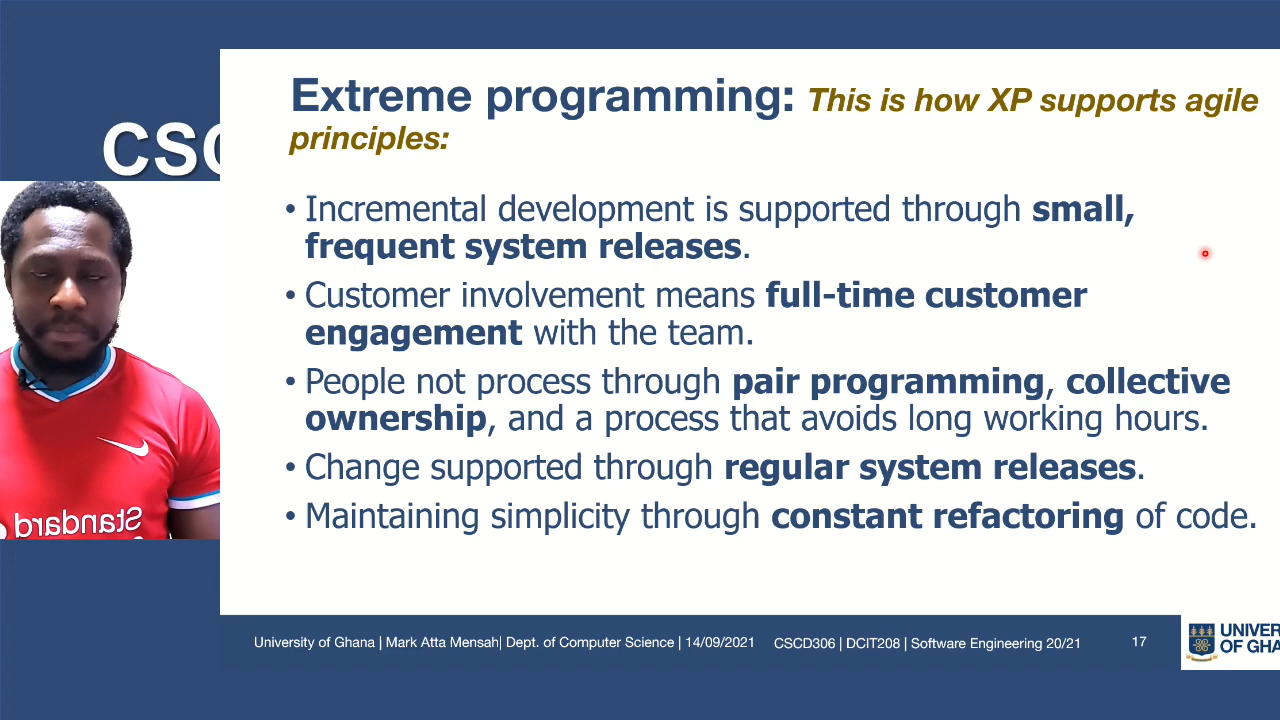 Extreme programming: This is how XP supports agile
principles:
CSC
• Incremental development is supported through small,
frequent system releases.
• Customer involvement means full-time customer
engagement with the team.
• People not process through pair programming, collective
ownership, and a process that avoids long working hours.
• Change supported through regular system releases.
• Maintaining simplicity through constant refactoring of code.
Standard
University of Ghana | Mark Atta Mensah| Dept. of Computer Science | 14/09/2021 CSCD306 | DCIT208 | Software Engineering 20/21 17
UNIVER
OF GHA